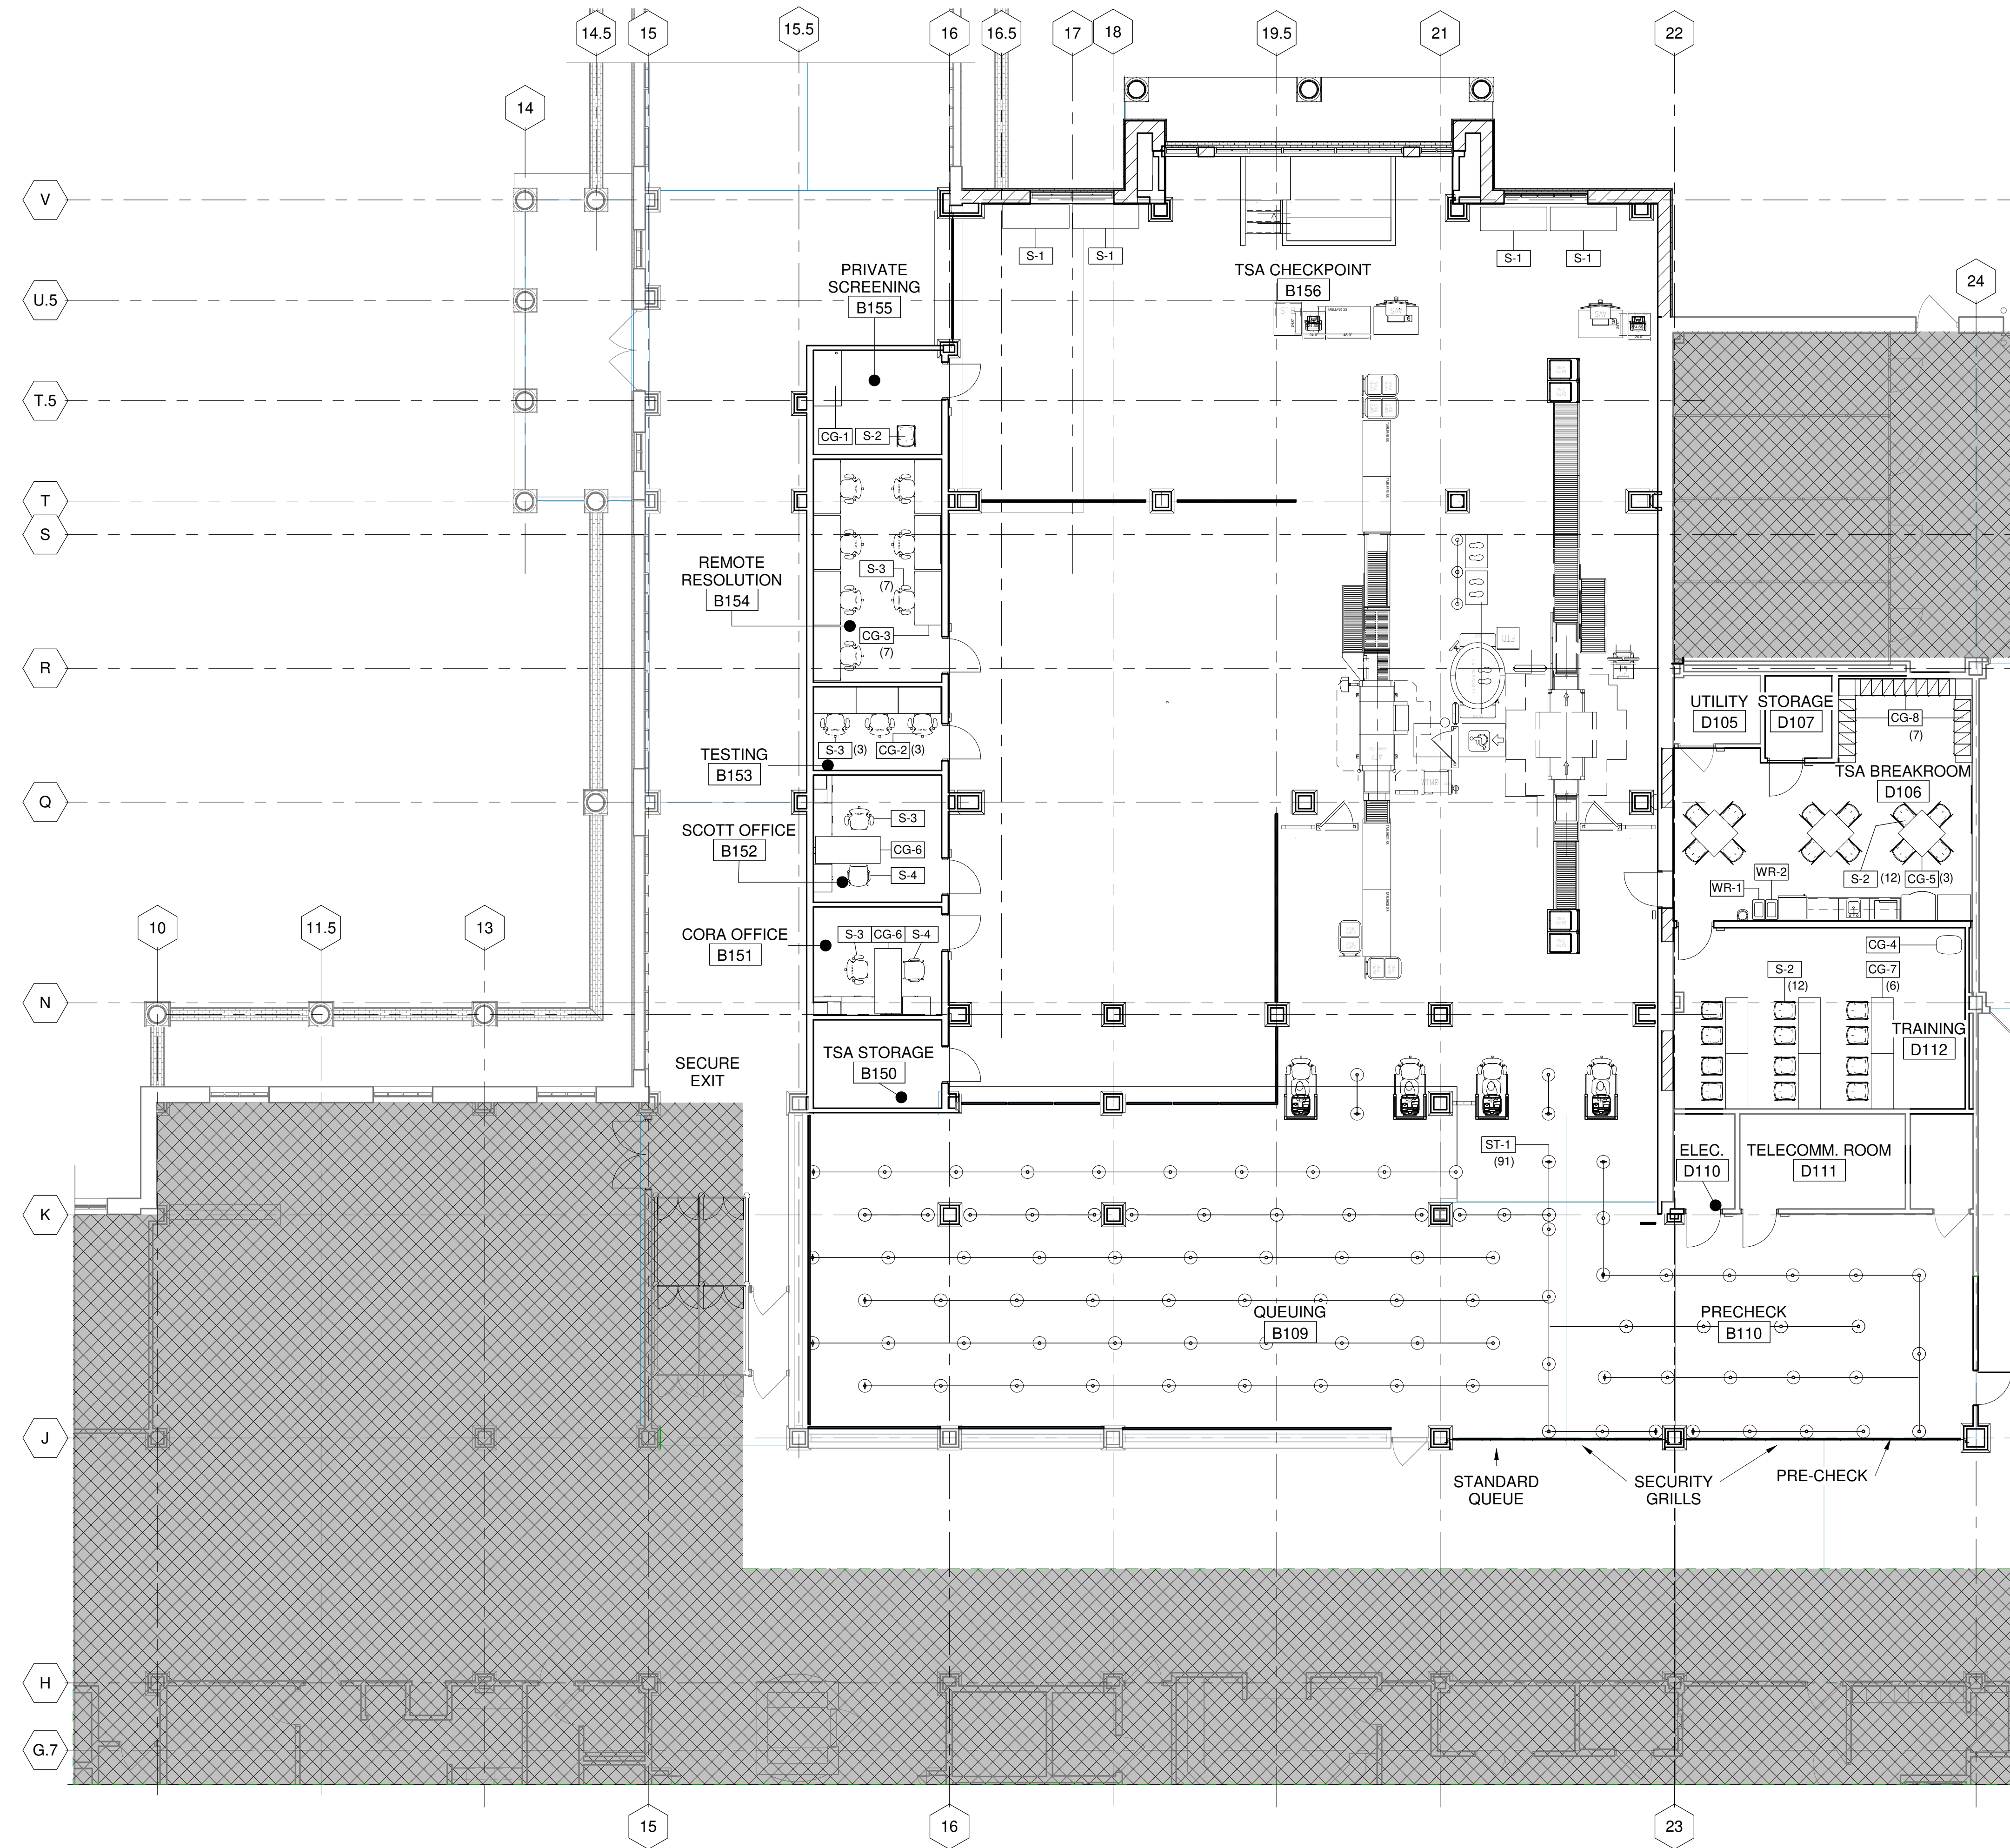 14.5
15
15.5
16
16.5
17
18
19.5
21
22
14
V
S-1
S-1
S-1
S-1
PRIVATE
SCREENING
B155
TSA CHECKPOINT
B156
U.5
24
T.5
CG-1
S-2
T
S
REMOTE
RESOLUTION
B154
S-3
(7)
CG-3
(7)
ETD
R
UTILITY
D105
STORAGE
D107
CG-8
(7)
S-3
(3)
CG-2
(3)
TESTING
B153
TSA BREAKROOM
D106
Q
SCOTT OFFICE
B152
S-3
CG-6
S-4
WR-1
WR-2
S-2
(12)
CG-5
(3)
10
11.5
13
CORA OFFICE
B151
S-3
CG-6
S-4
CG-4
S-2
(12)
CG-7
(6)
N
TRAINING
D112
SECURE
EXIT
TSA STORAGE
B150
ST-1
(91)
ELEC.
D110
TELECOMM. ROOM
D111
K
QUEUING
B109
PRECHECK
B110
J
STANDARD
QUEUE
SECURITY
GRILLS
PRE-CHECK
H
G.7
15
16
23